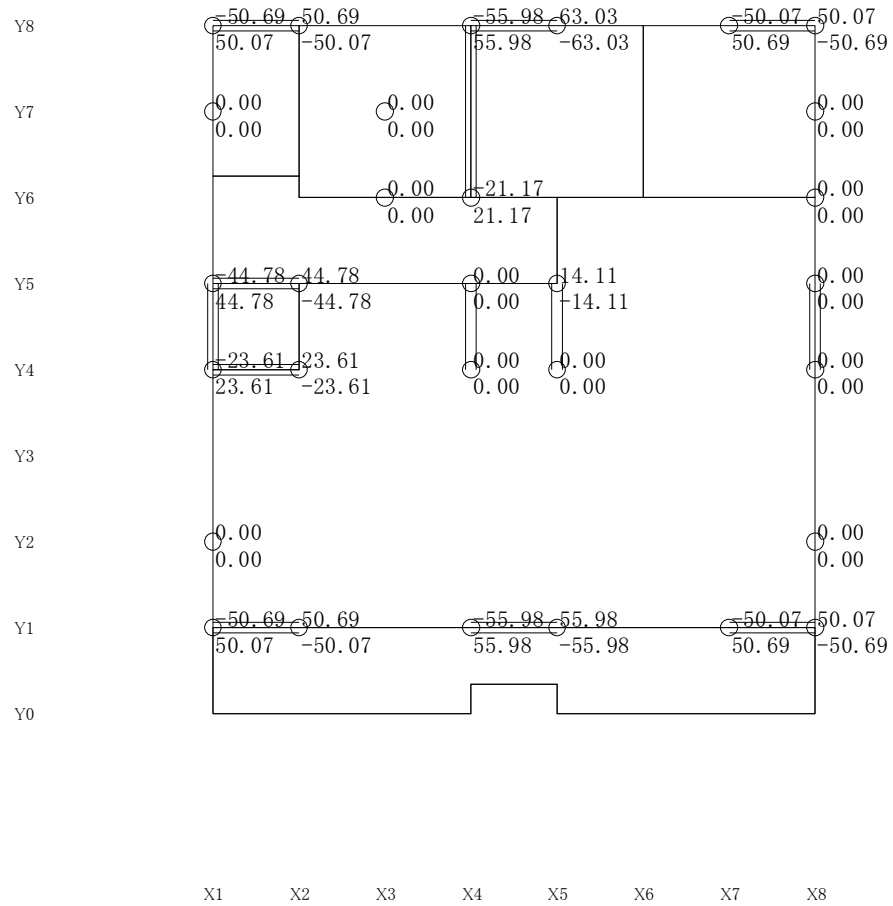 Y8 -50.69 50.69 -55.98 63.03 -50.07 50.07
50.07 -50.07 55.98 -63.03 50.69 -50.69
Y7 0.00 0.00 0.00
0.00 0.00 0.00
Y6 0.00 -21.17 0.00
0.00 21.17 0.00
Y5 -44.78 44.78 0.00 14.11 0.00
44.78 -44.78 0.00 -14.11 0.00
Y4 -23.61 23.61 0.00 0.00 0.00
23.61 -23.61 0.00 0.00 0.00
Y3
Y2 0.00 0.00
0.00 0.00
Y1 -50.69 50.69 -55.98 55.98 -50.07 50.07
50.07 -50.07 55.98 -55.98 50.69 -50.69
Y0
X1 X2 X3 X4 X5 X6 X7 X8